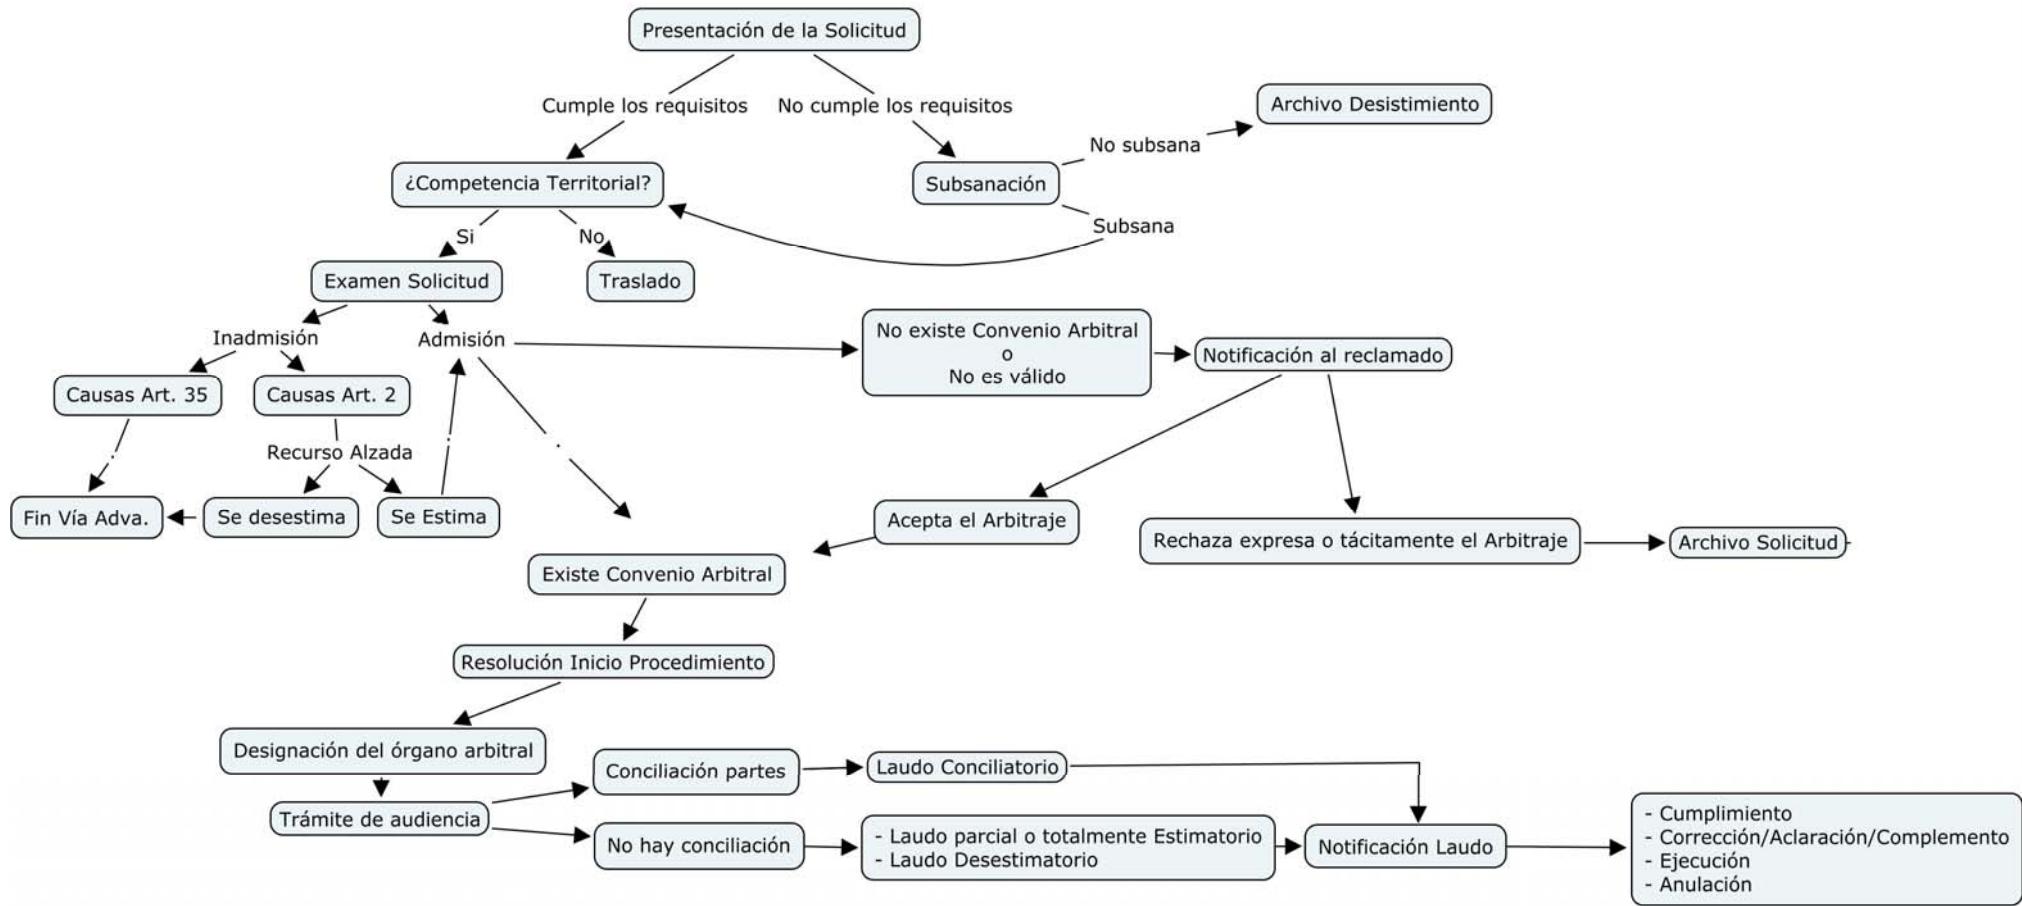 Presentación de la Solicitud
Cumple los requisitos
No cumple los requisitos
Archivo Desistimiento
No subsana
¿Competencia Territorial?
Subsanación
Subsana
Si
No
Examen Solicitud
Traslado
Inadmisión
Admisión
No existe Convenio Arbitral
o
No es válido
Notificación al reclamado
Causas Art. 35
Causas Art. 2
Recurso Alzada
Fin Vía Adva.
Se desestima
Se Estima
Acepta el Arbitraje
Rechaza expresa o tácitamente el Arbitraje
Archivo Solicitud
Existe Convenio Arbitral
Resolución Inicio Procedimiento
Designación del órgano arbitral
Trámite de audiencia
Conciliación partes
Laudo Conciliatorio
No hay conciliación
- Laudo parcial o totalmente Estimatorio
- Laudo Desestimatorio
Notificación Laudo
- Cumplimiento
- Corrección/Aclaración/Complemento
- Ejecución
- Anulación